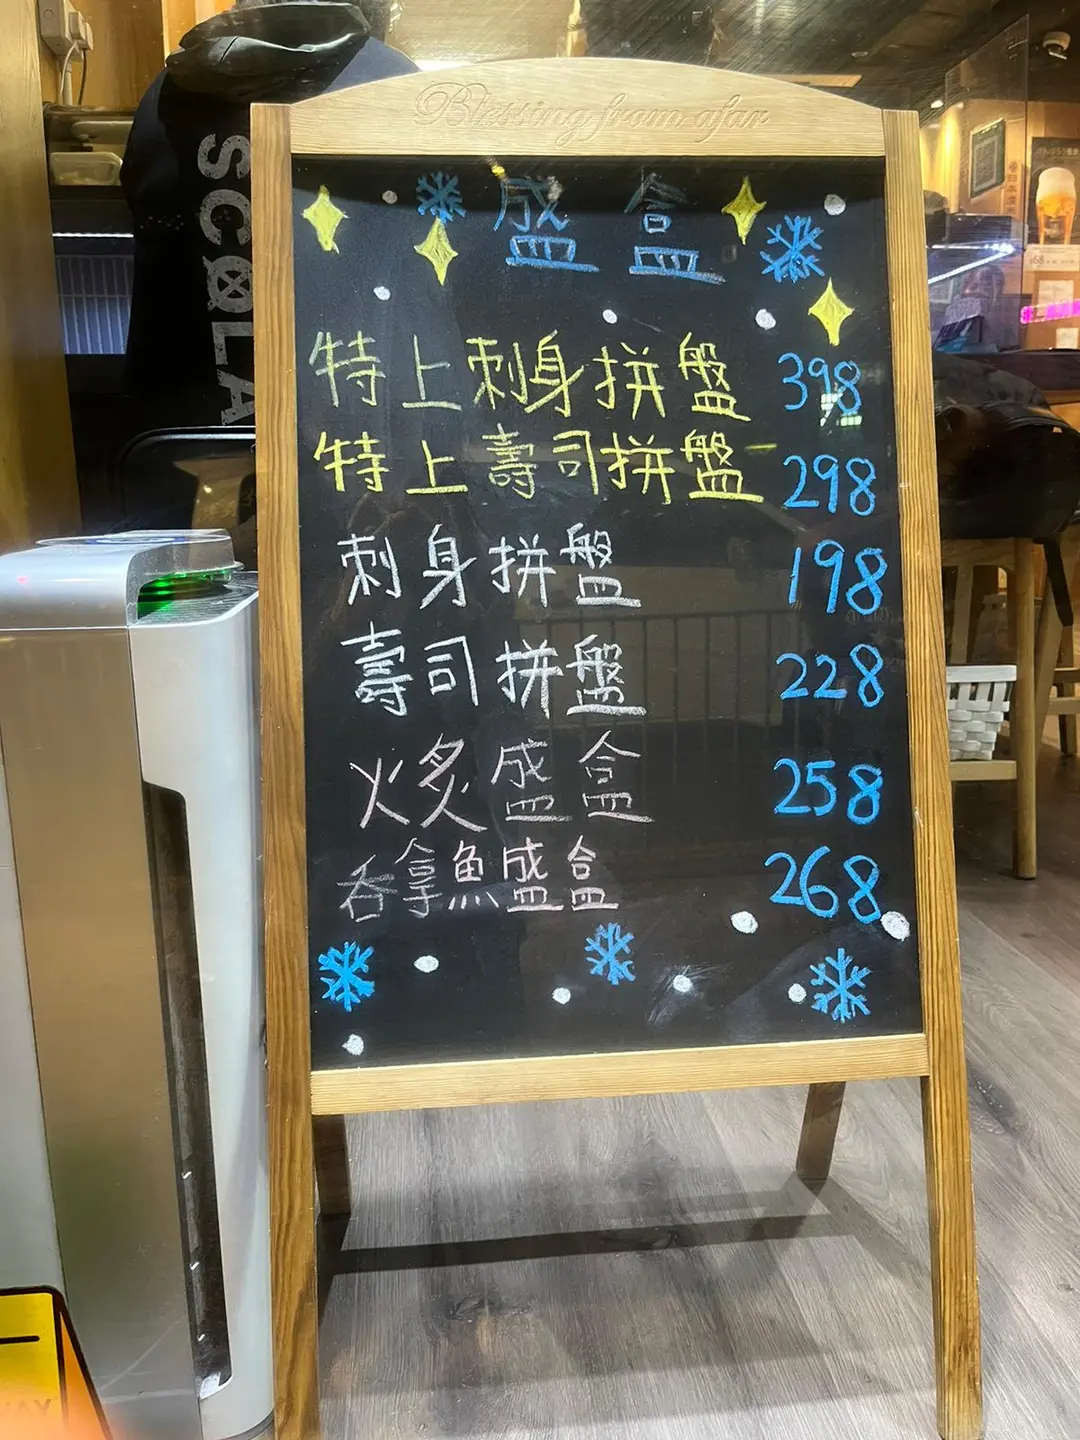 Blessing from afar
SCOLA
盛 盒
特上刺身拼盤 398
特上壽司拼盤 298
刺身拼盤 198
壽司拼盤 228
火炙盛盒 258
吞拿魚盛盒 268